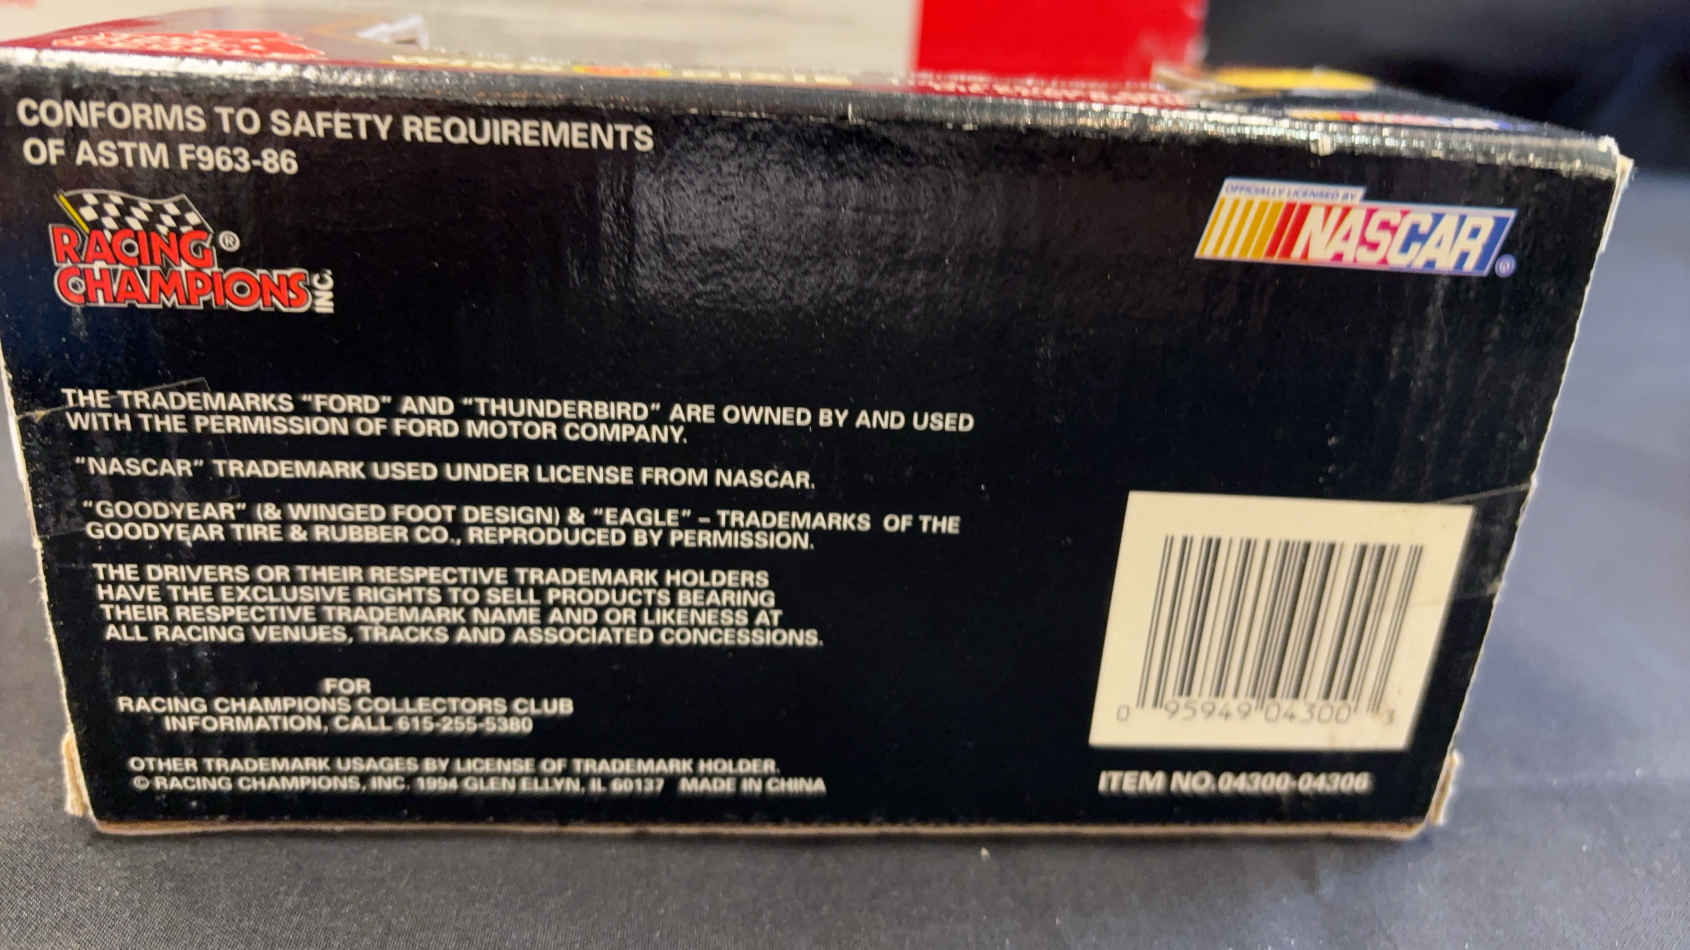 CONFORMS TO SAFETY REQUIREMENTS
OF ASTM F963-86
RACING ®
CHAMPIONS INC.
OFFICIALLY LICENSED BY
NASCAR ®
THE TRADEMARKS "FORD" AND "THUNDERBIRD" ARE OWNED BY AND USED
WITH THE PERMISSION OF FORD MOTOR COMPANY.
"NASCAR" TRADEMARK USED UNDER LICENSE FROM NASCAR.
"GOODYEAR" (& WINGED FOOT DESIGN) & "EAGLE" – TRADEMARKS OF THE
GOODYEAR TIRE & RUBBER CO., REPRODUCED BY PERMISSION.
THE DRIVERS OR THEIR RESPECTIVE TRADEMARK HOLDERS
HAVE THE EXCLUSIVE RIGHTS TO SELL PRODUCTS BEARING
THEIR RESPECTIVE TRADEMARK NAME AND OR LIKENESS AT
ALL RACING VENUES, TRACKS AND ASSOCIATED CONCESSIONS.
FOR
RACING CHAMPIONS COLLECTORS CLUB
INFORMATION, CALL 615-255-5380
OTHER TRADEMARK USAGES BY LICENSE OF TRADEMARK HOLDER.
© RACING CHAMPIONS, INC. 1994 GLEN ELLYN, IL 60137 MADE IN CHINA
0 95949 04300 3
ITEM NO. 04300-04306